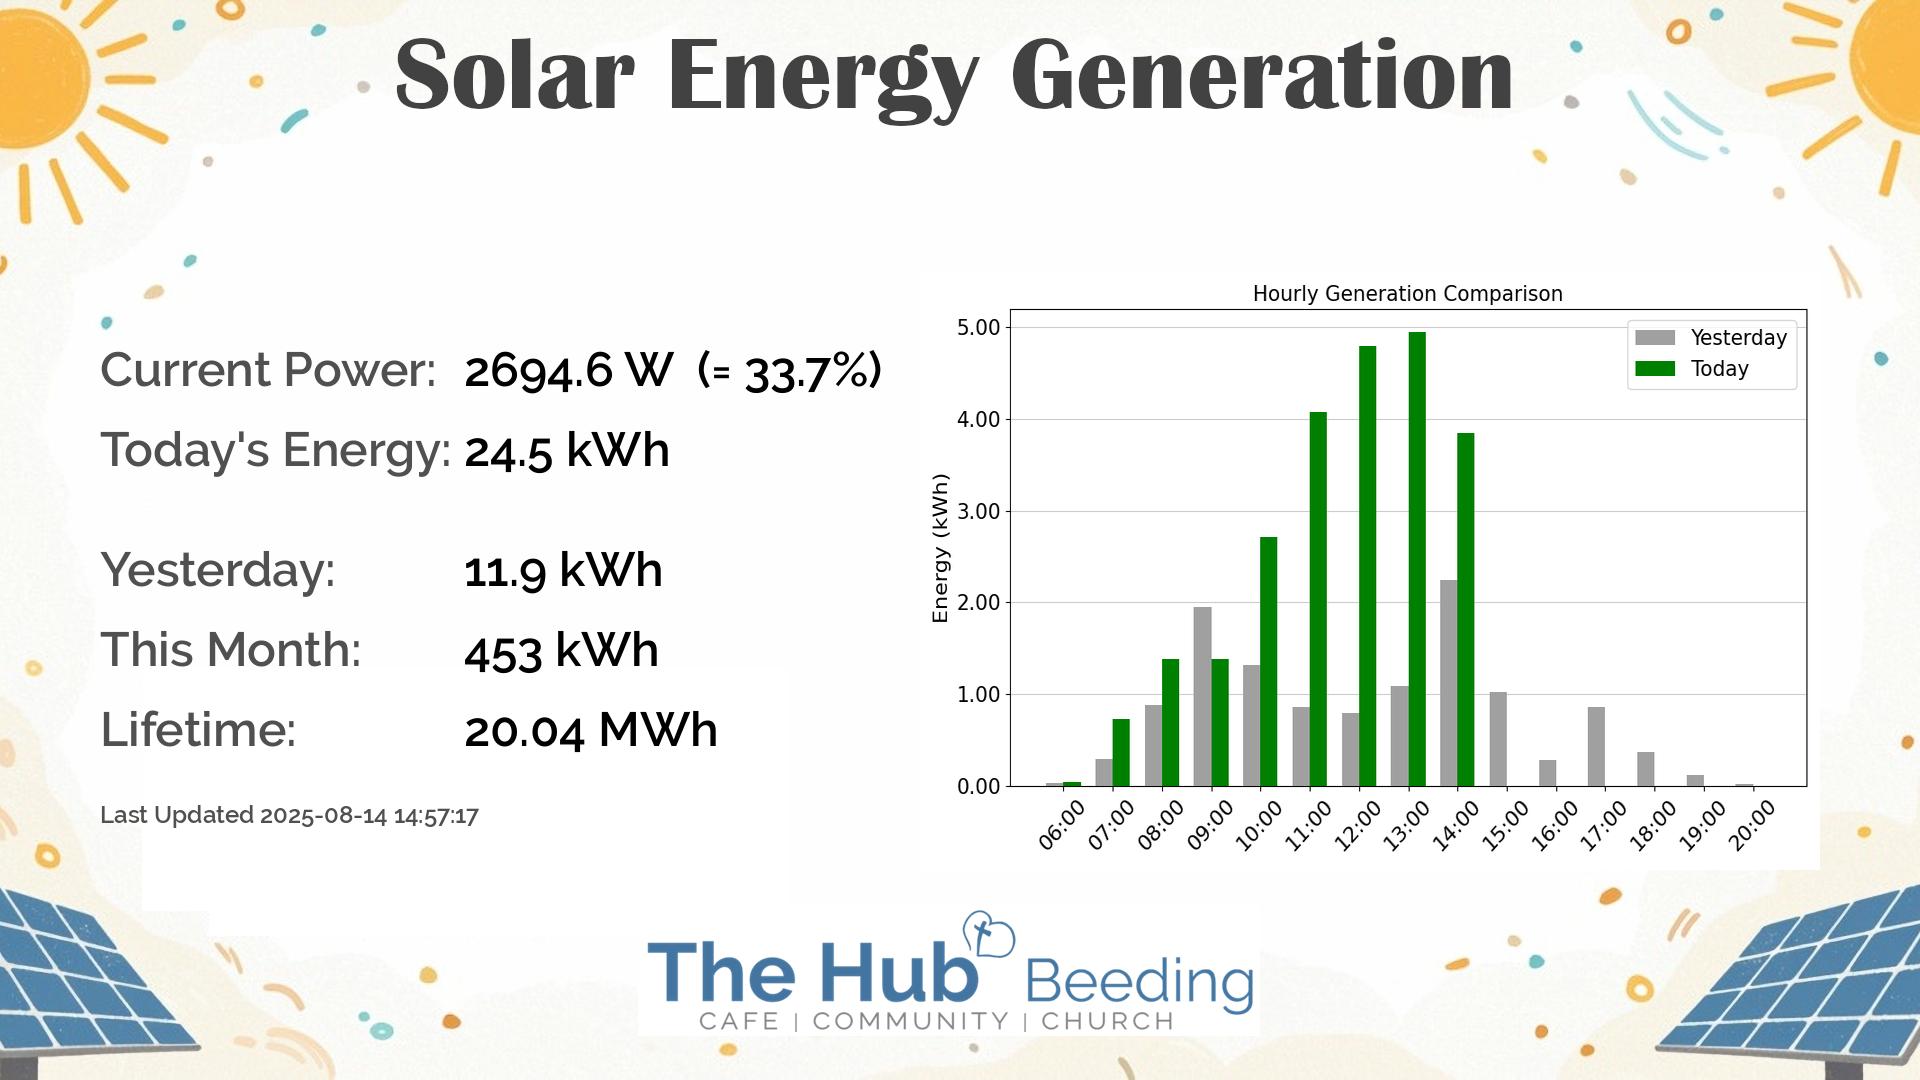 Solar Energy Generation
Current Power: 2694.6 W (= 33.7%)
Today's Energy: 24.5 kWh
Yesterday: 11.9 kWh
This Month: 453 kWh
Lifetime: 20.04 MWh
Last Updated 2025-08-14 14:57:17
Hourly Generation Comparison
Yesterday
Today
Energy (kWh)
5.00
4.00
3.00
2.00
1.00
0.00
06:00 07:00 08:00 09:00 10:00 11:00 12:00 13:00 14:00 15:00 16:00 17:00 18:00 19:00 20:00
The Hub Beeding
CAFE | COMMUNITY | CHURCH